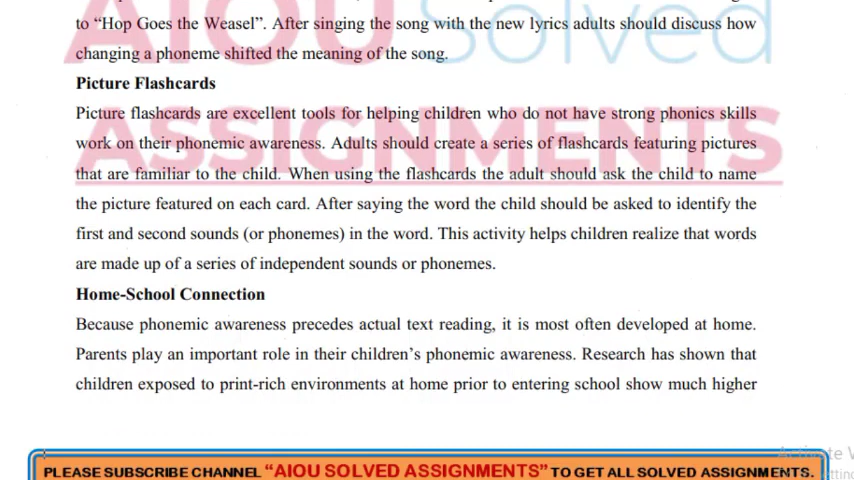 to “Hop Goes the Weasel”. After singing the song with the new lyrics adults should discuss how
changing a phoneme shifted the meaning of the song.
Picture Flashcards
Picture flashcards are excellent tools for helping children who do not have strong phonics skills
work on their phonemic awareness. Adults should create a series of flashcards featuring pictures
that are familiar to the child. When using the flashcards the adult should ask the child to name
the picture featured on each card. After saying the word the child should be asked to identify the
first and second sounds (or phonemes) in the word. This activity helps children realize that words
are made up of a series of independent sounds or phonemes.
Home-School Connection
Because phonemic awareness precedes actual text reading, it is most often developed at home.
Parents play an important role in their children’s phonemic awareness. Research has shown that
children exposed to print-rich environments at home prior to entering school show much higher
AIOU Solved
ASSIGNMENTS
Activate
PLEASE SUBSCRIBE CHANNEL “AIOU SOLVED ASSIGNMENTS” TO GET ALL SOLVED ASSIGNMENTS.